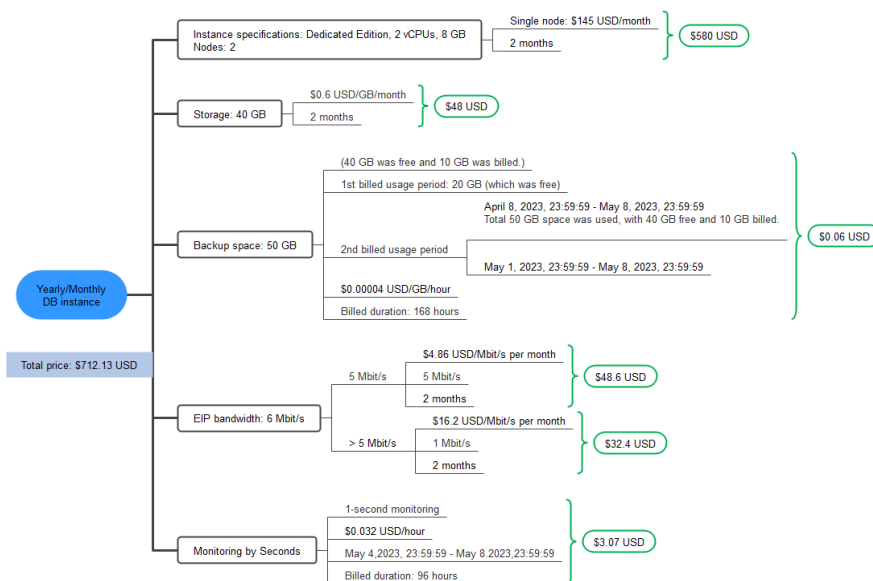 Yearly/Monthly
DB instance
Total price: $712.13 USD
Instance specifications: Dedicated Edition, 2 vCPUs, 8 GB
Nodes: 2
Single node: $145 USD/month
2 months
$580 USD
Storage: 40 GB
$0.6 USD/GB/month
2 months
$48 USD
Backup space: 50 GB
(40 GB was free and 10 GB was billed.)
1st billed usage period: 20 GB (which was free)
2nd billed usage period
April 8, 2023, 23:59:59 - May 8, 2023, 23:59:59
Total 50 GB space was used, with 40 GB free and 10 GB billed.
May 1, 2023, 23:59:59 - May 8, 2023, 23:59:59
$0.00004 USD/GB/hour
Billed duration: 168 hours
$0.06 USD
EIP bandwidth: 6 Mbit/s
5 Mbit/s
$4.86 USD/Mbit/s per month
5 Mbit/s
2 months
$48.6 USD
> 5 Mbit/s
$16.2 USD/Mbit/s per month
1 Mbit/s
2 months
$32.4 USD
Monitoring by Seconds
1-second monitoring
$0.032 USD/hour
May 4,2023, 23:59:59 - May 8.2023,23:59:59
Billed duration: 96 hours
$3.07 USD